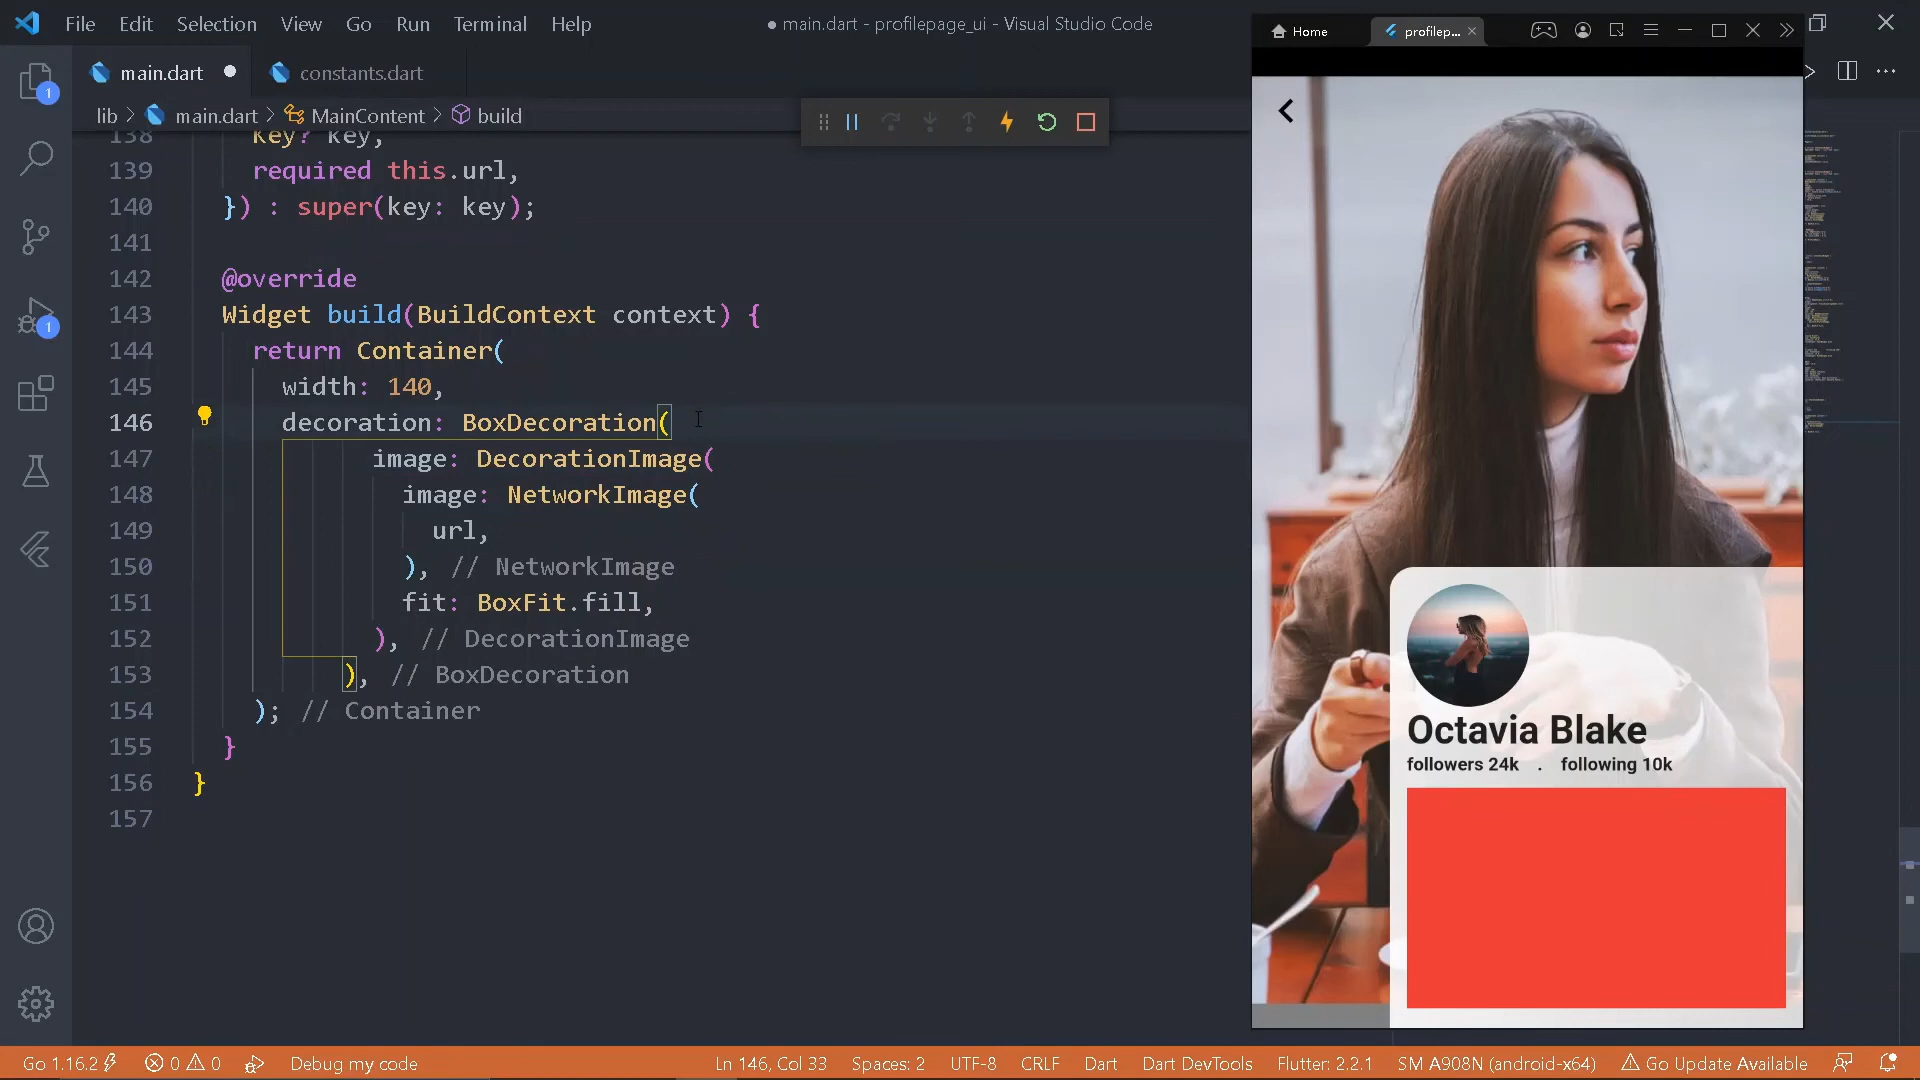 File Edit Selection View Go Run Terminal Help
● main.dart - profilepage_ui - Visual Studio Code
Home
profilep...
main.dart
constants.dart
lib > main.dart > MainContent > build
138 Key? key,
139 required this.url,
140 }) : super(key: key);
141
142 @override
143 Widget build(BuildContext context) {
144 return Container(
145 width: 140,
146 decoration: BoxDecoration(
147 image: DecorationImage(
148 image: NetworkImage(
149 url,
150 ), // NetworkImage
151 fit: BoxFit.fill,
152 ), // DecorationImage
153 ), // BoxDecoration
154 ); // Container
155 }
156 }
157
1
1
Octavia Blake
followers 24k . following 10k
Go 1.16.2 0 0 Debug my code Ln 146, Col 33 Spaces: 2 UTF-8 CRLF Dart Dart DevTools Flutter: 2.2.1 SM A908N (android-x64) Go Update Available